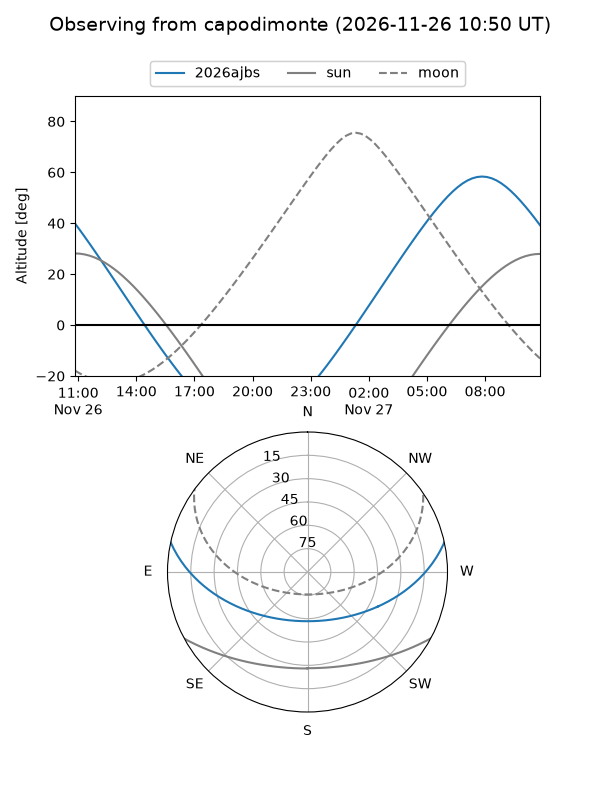 Observing from capodimonte (2026-11-26 10:50 UT)
2026ajbs sun moon
Altitude [deg]
80
60
40
20
0
−20
11:00 14:00 17:00 20:00 23:00 02:00 05:00 08:00
Nov 26 Nov 27
N
NE NW
15
30
45
60
75
E W
SE SW
S